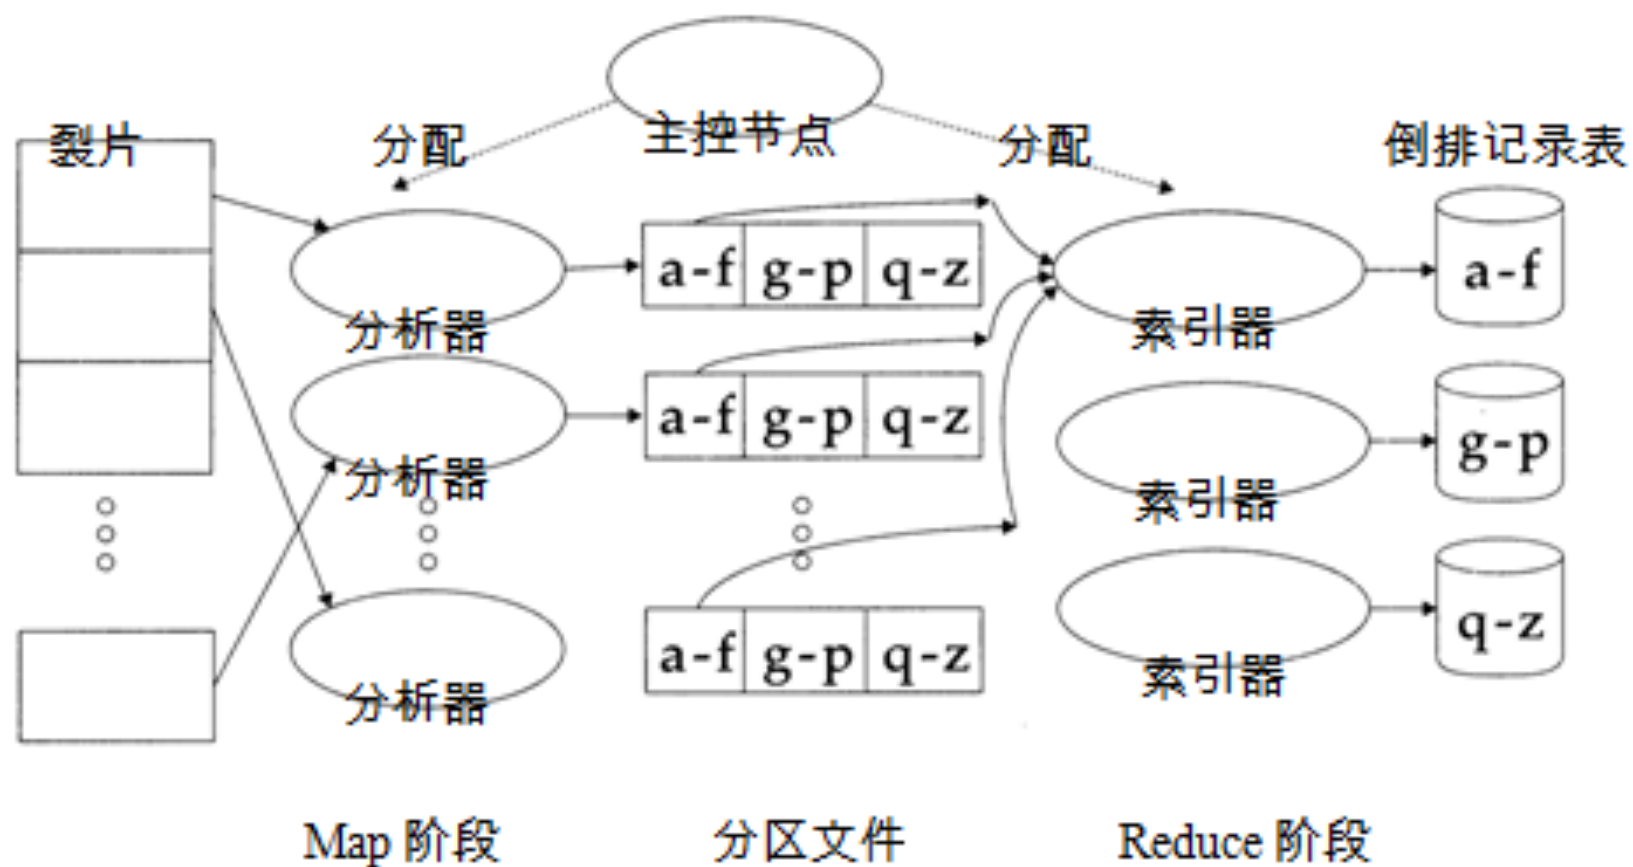 裂片
分配
主控节点
分配
倒排记录表
分析器
a-f g-p q-z
索引器
a-f
分析器
a-f g-p q-z
索引器
g-p
分析器
a-f g-p q-z
索引器
q-z
Map 阶段
分区文件
Reduce 阶段